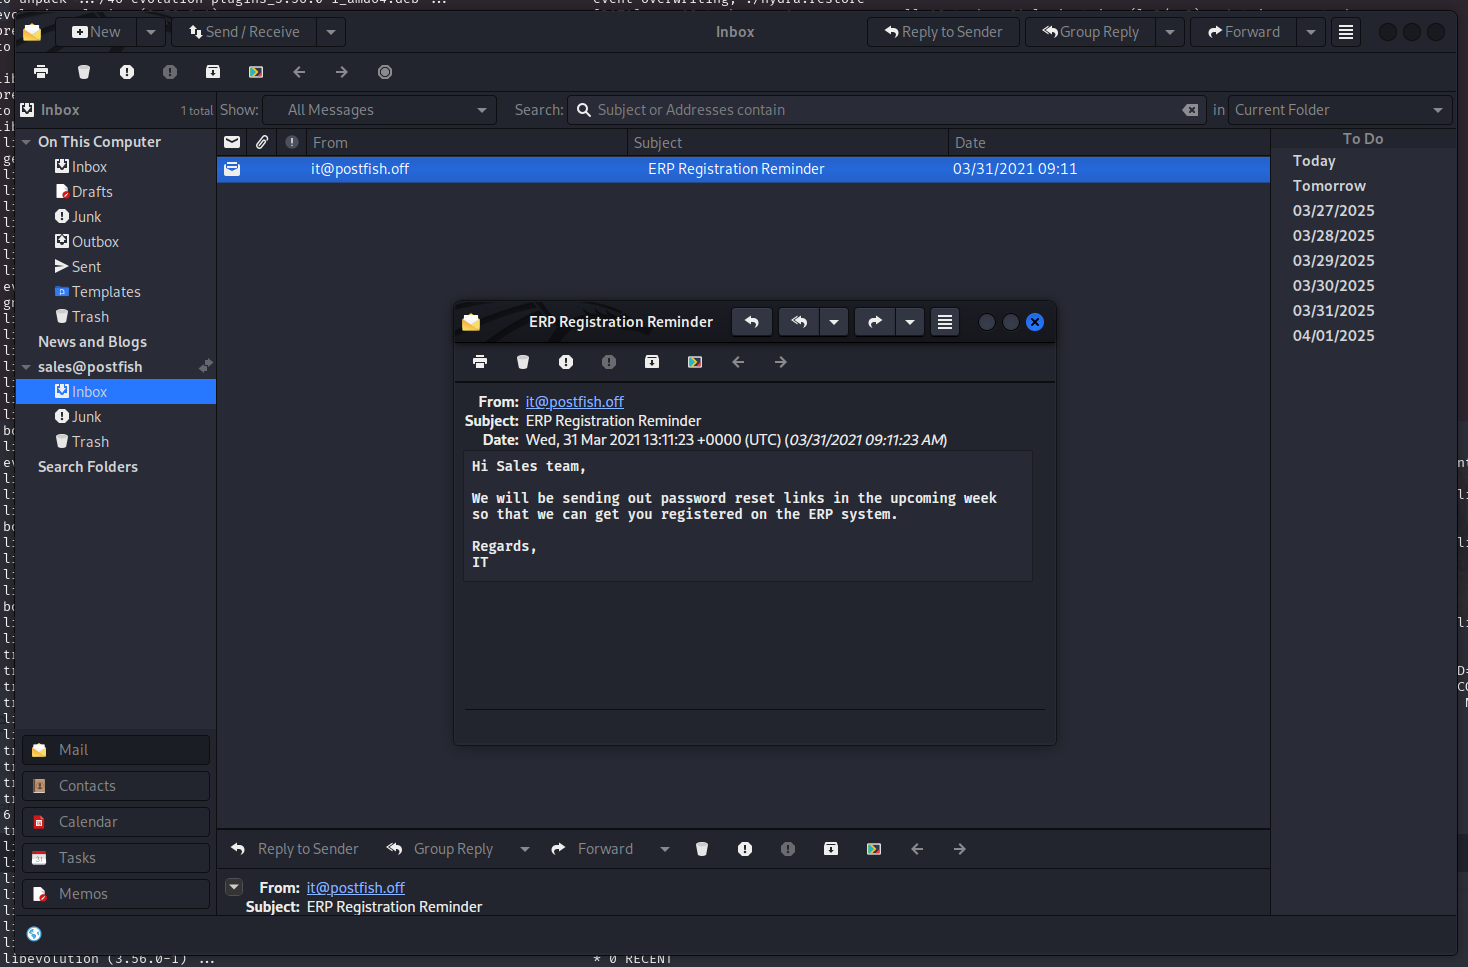 New
Send / Receive
Inbox
Reply to Sender
Group Reply
Forward
Inbox
1 total
Show:
All Messages
Search:
Subject or Addresses contain
in
Current Folder
On This Computer
Inbox
Drafts
Junk
Outbox
Sent
Templates
Trash
News and Blogs
sales@postfish
Inbox
Junk
Trash
Search Folders
Mail
Contacts
Calendar
Tasks
Memos
From
Subject
Date
it@postfish.off
ERP Registration Reminder
03/31/2021 09:11
To Do
Today
Tomorrow
03/27/2025
03/28/2025
03/29/2025
03/30/2025
03/31/2025
04/01/2025
ERP Registration Reminder
From: it@postfish.off
Subject: ERP Registration Reminder
Date: Wed, 31 Mar 2021 13:11:23 +0000 (UTC) (03/31/2021 09:11:23 AM)
Hi Sales team,
We will be sending out password reset links in the upcoming week
so that we can get you registered on the ERP system.
Regards,
IT
Reply to Sender
Group Reply
Forward
From: it@postfish.off
Subject: ERP Registration Reminder
libevolution (3.56.0-1) ...
* 0 RECENT